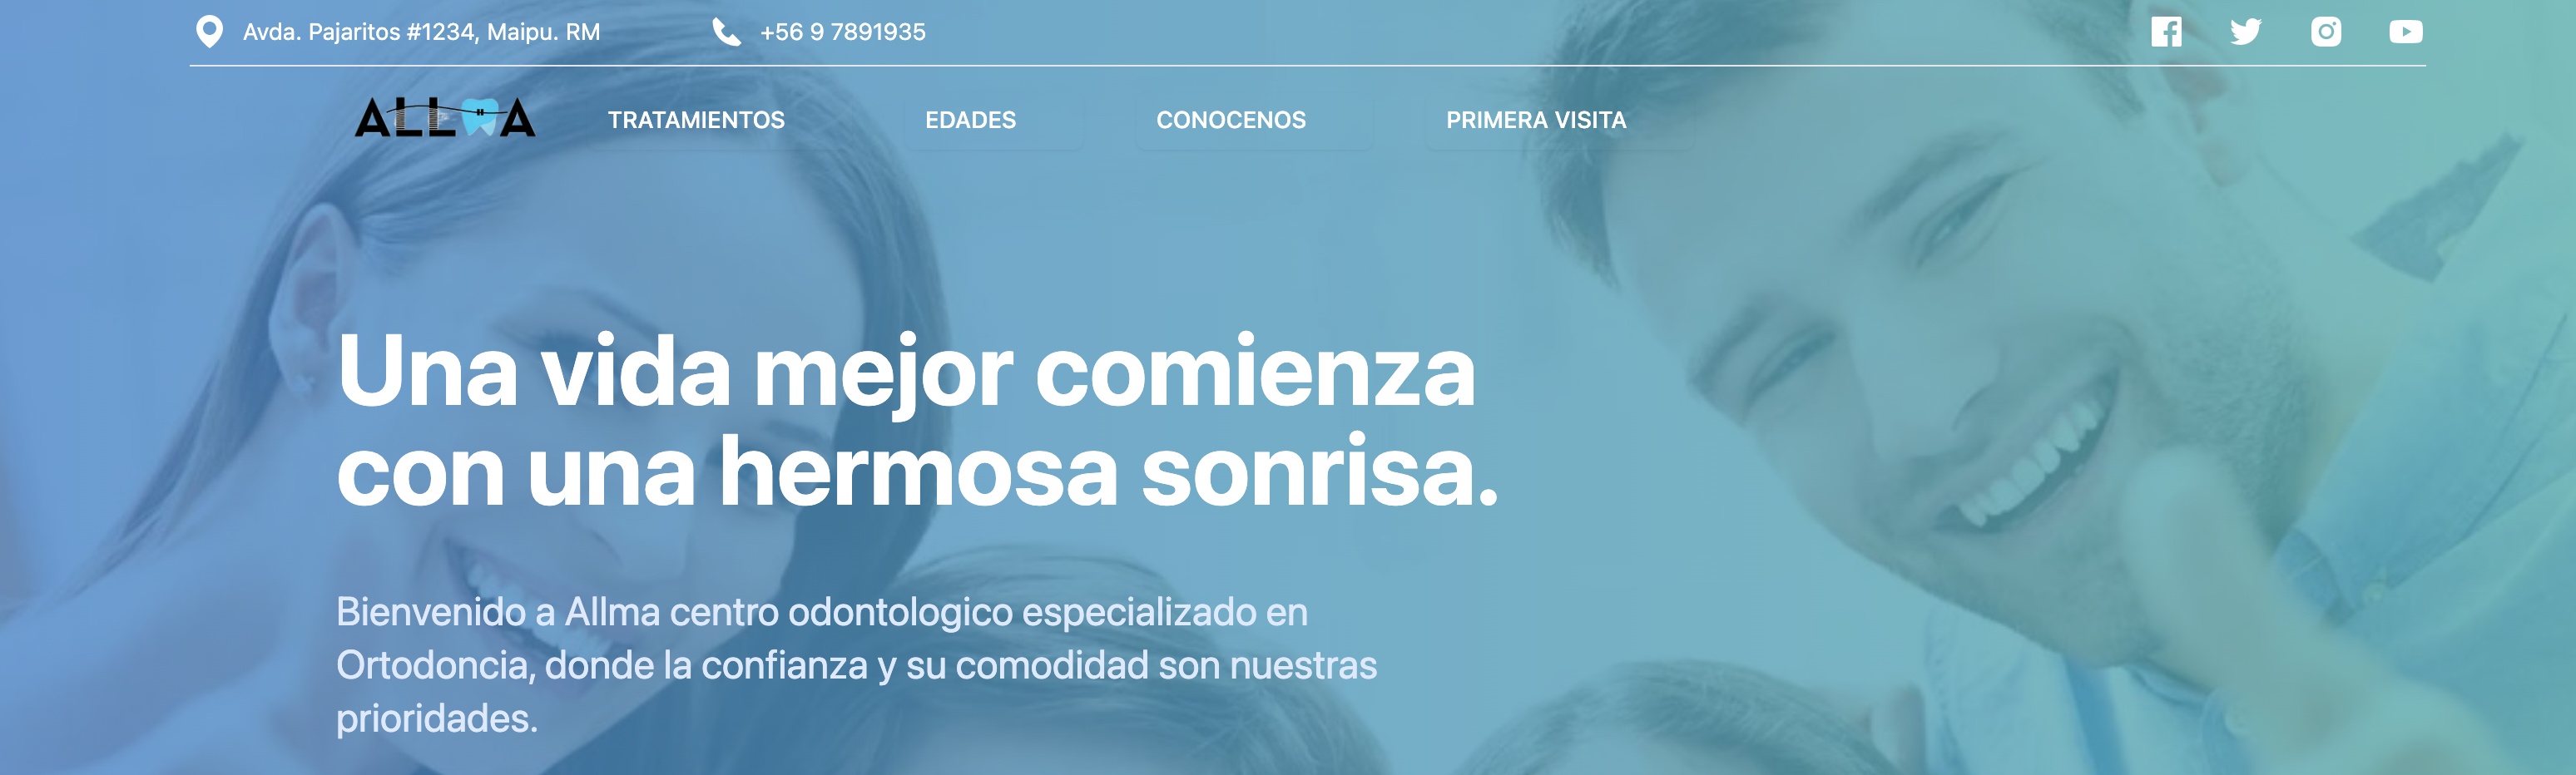 Avda. Pajaritos #1234, Maipu. RM
+56 9 7891935
ALLMA
TRATAMIENTOS
EDADES
CONOCENOS
PRIMERA VISITA
Una vida mejor comienza
con una hermosa sonrisa.
Bienvenido a Allma centro odontologico especializado en
Ortodoncia, donde la confianza y su comodidad son nuestras
prioridades.